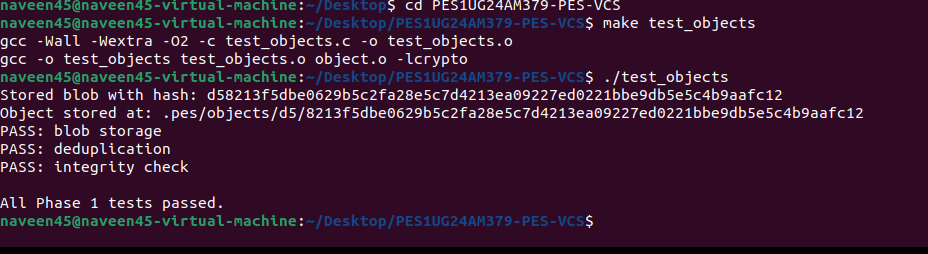 naveen45@naveen45-virtual-machine:~/Desktop$ cd PES1UG24AM379-PES-VCS
naveen45@naveen45-virtual-machine:~/Desktop/PES1UG24AM379-PES-VCS$ make test_objects
gcc -Wall -Wextra -O2 -c test_objects.c -o test_objects.o
gcc -o test_objects test_objects.o object.o -lcrypto
naveen45@naveen45-virtual-machine:~/Desktop/PES1UG24AM379-PES-VCS$ ./test_objects
Stored blob with hash: d58213f5dbe0629b5c2fa28e5c7d4213ea09227ed0221bbe9db5e5c4b9aafc12
Object stored at: .pes/objects/d5/8213f5dbe0629b5c2fa28e5c7d4213ea09227ed0221bbe9db5e5c4b9aafc12
PASS: blob storage
PASS: deduplication
PASS: integrity check
All Phase 1 tests passed.
naveen45@naveen45-virtual-machine:~/Desktop/PES1UG24AM379-PES-VCS$